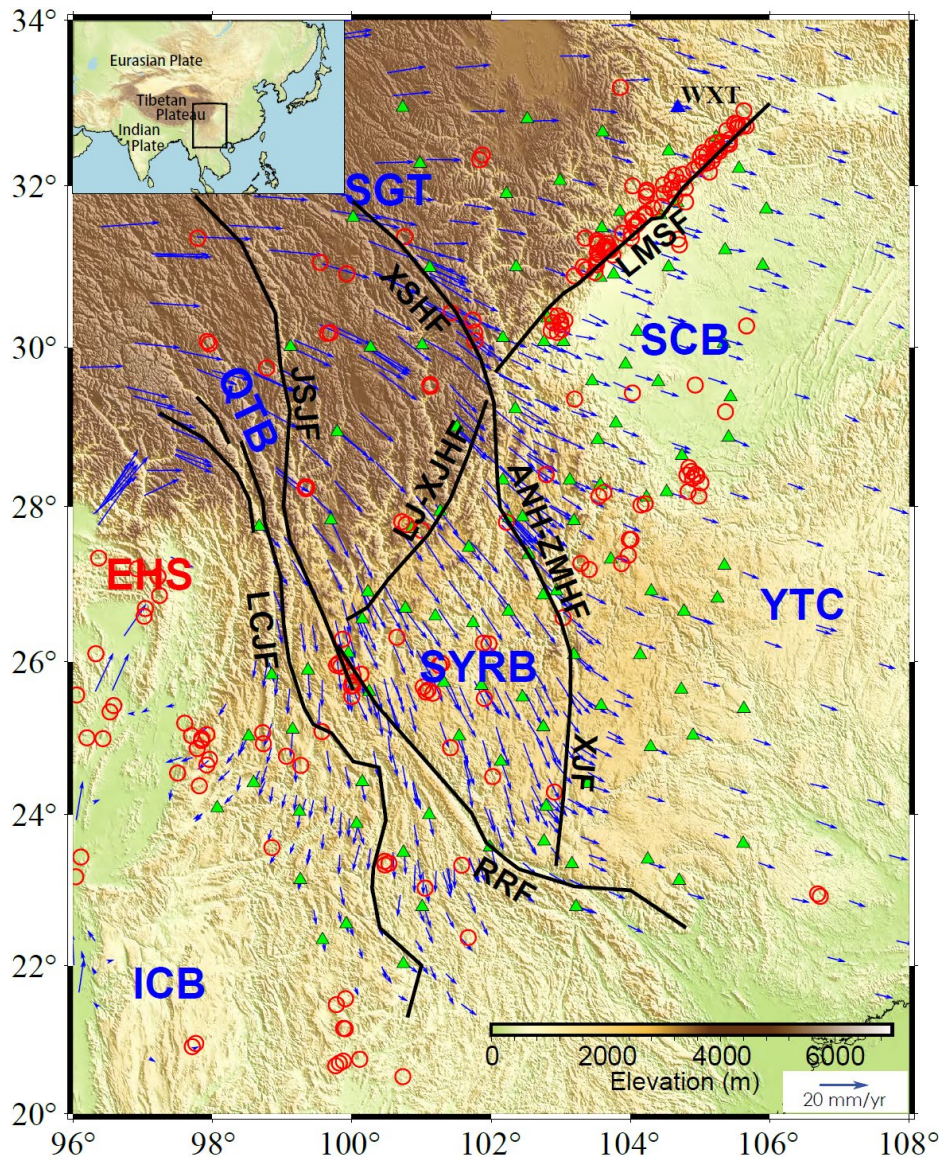 34°
32°
30°
28°
26°
24°
22°
20°
Eurasian Plate
Tibetan
Plateau
Indian
Plate
WXT
SGT
LMSF
XSHF
SCB
QTB
JSJF
LJ-XJHF
ANH-ZMHF
EHS
LCJF
YTC
SYRB
XJF
RRF
ICB
0 2000 4000 6000
Elevation (m)
20 mm/yr
96° 98° 100° 102° 104° 106° 108°